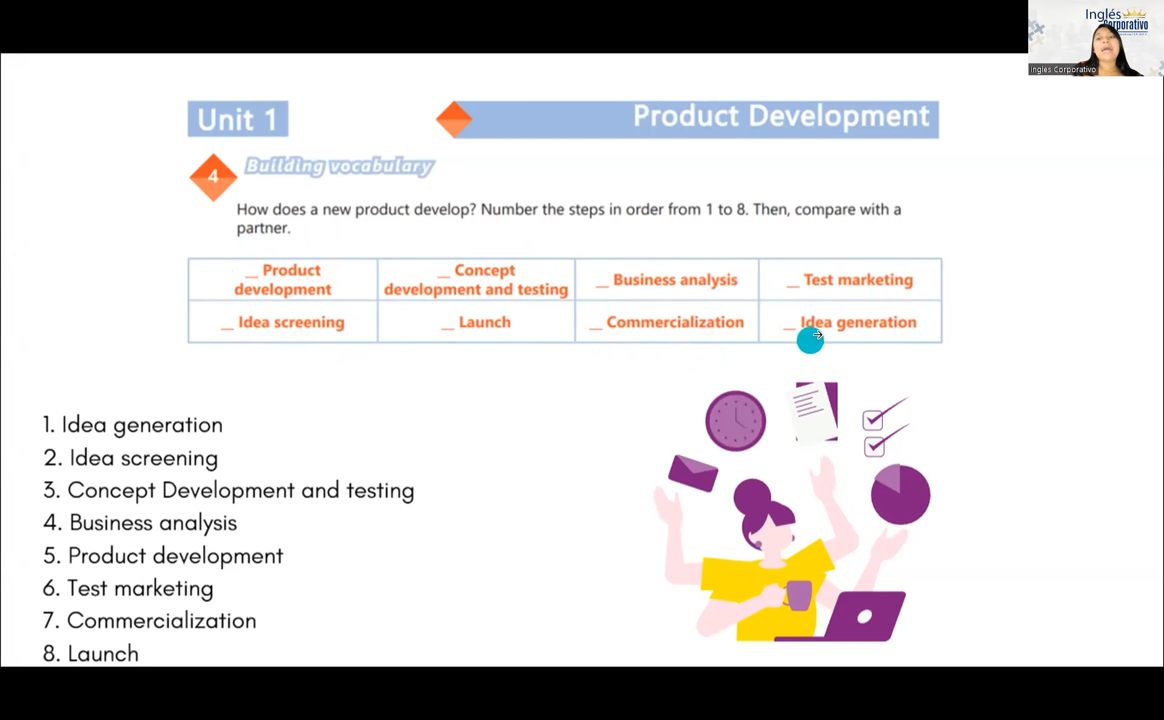 Inglés
Corporativo
Inglés Corporativo
Unit 1
Product Development
4
Building vocabulary
How does a new product develop? Number the steps in order from 1 to 8. Then, compare with a
partner.
__ Product
development
__ Concept
development and testing
__ Business analysis
__ Test marketing
__ Idea screening
__ Launch
__ Commercialization
__ Idea generation
1. Idea generation
2. Idea screening
3. Concept Development and testing
4. Business analysis
5. Product development
6. Test marketing
7. Commercialization
8. Launch